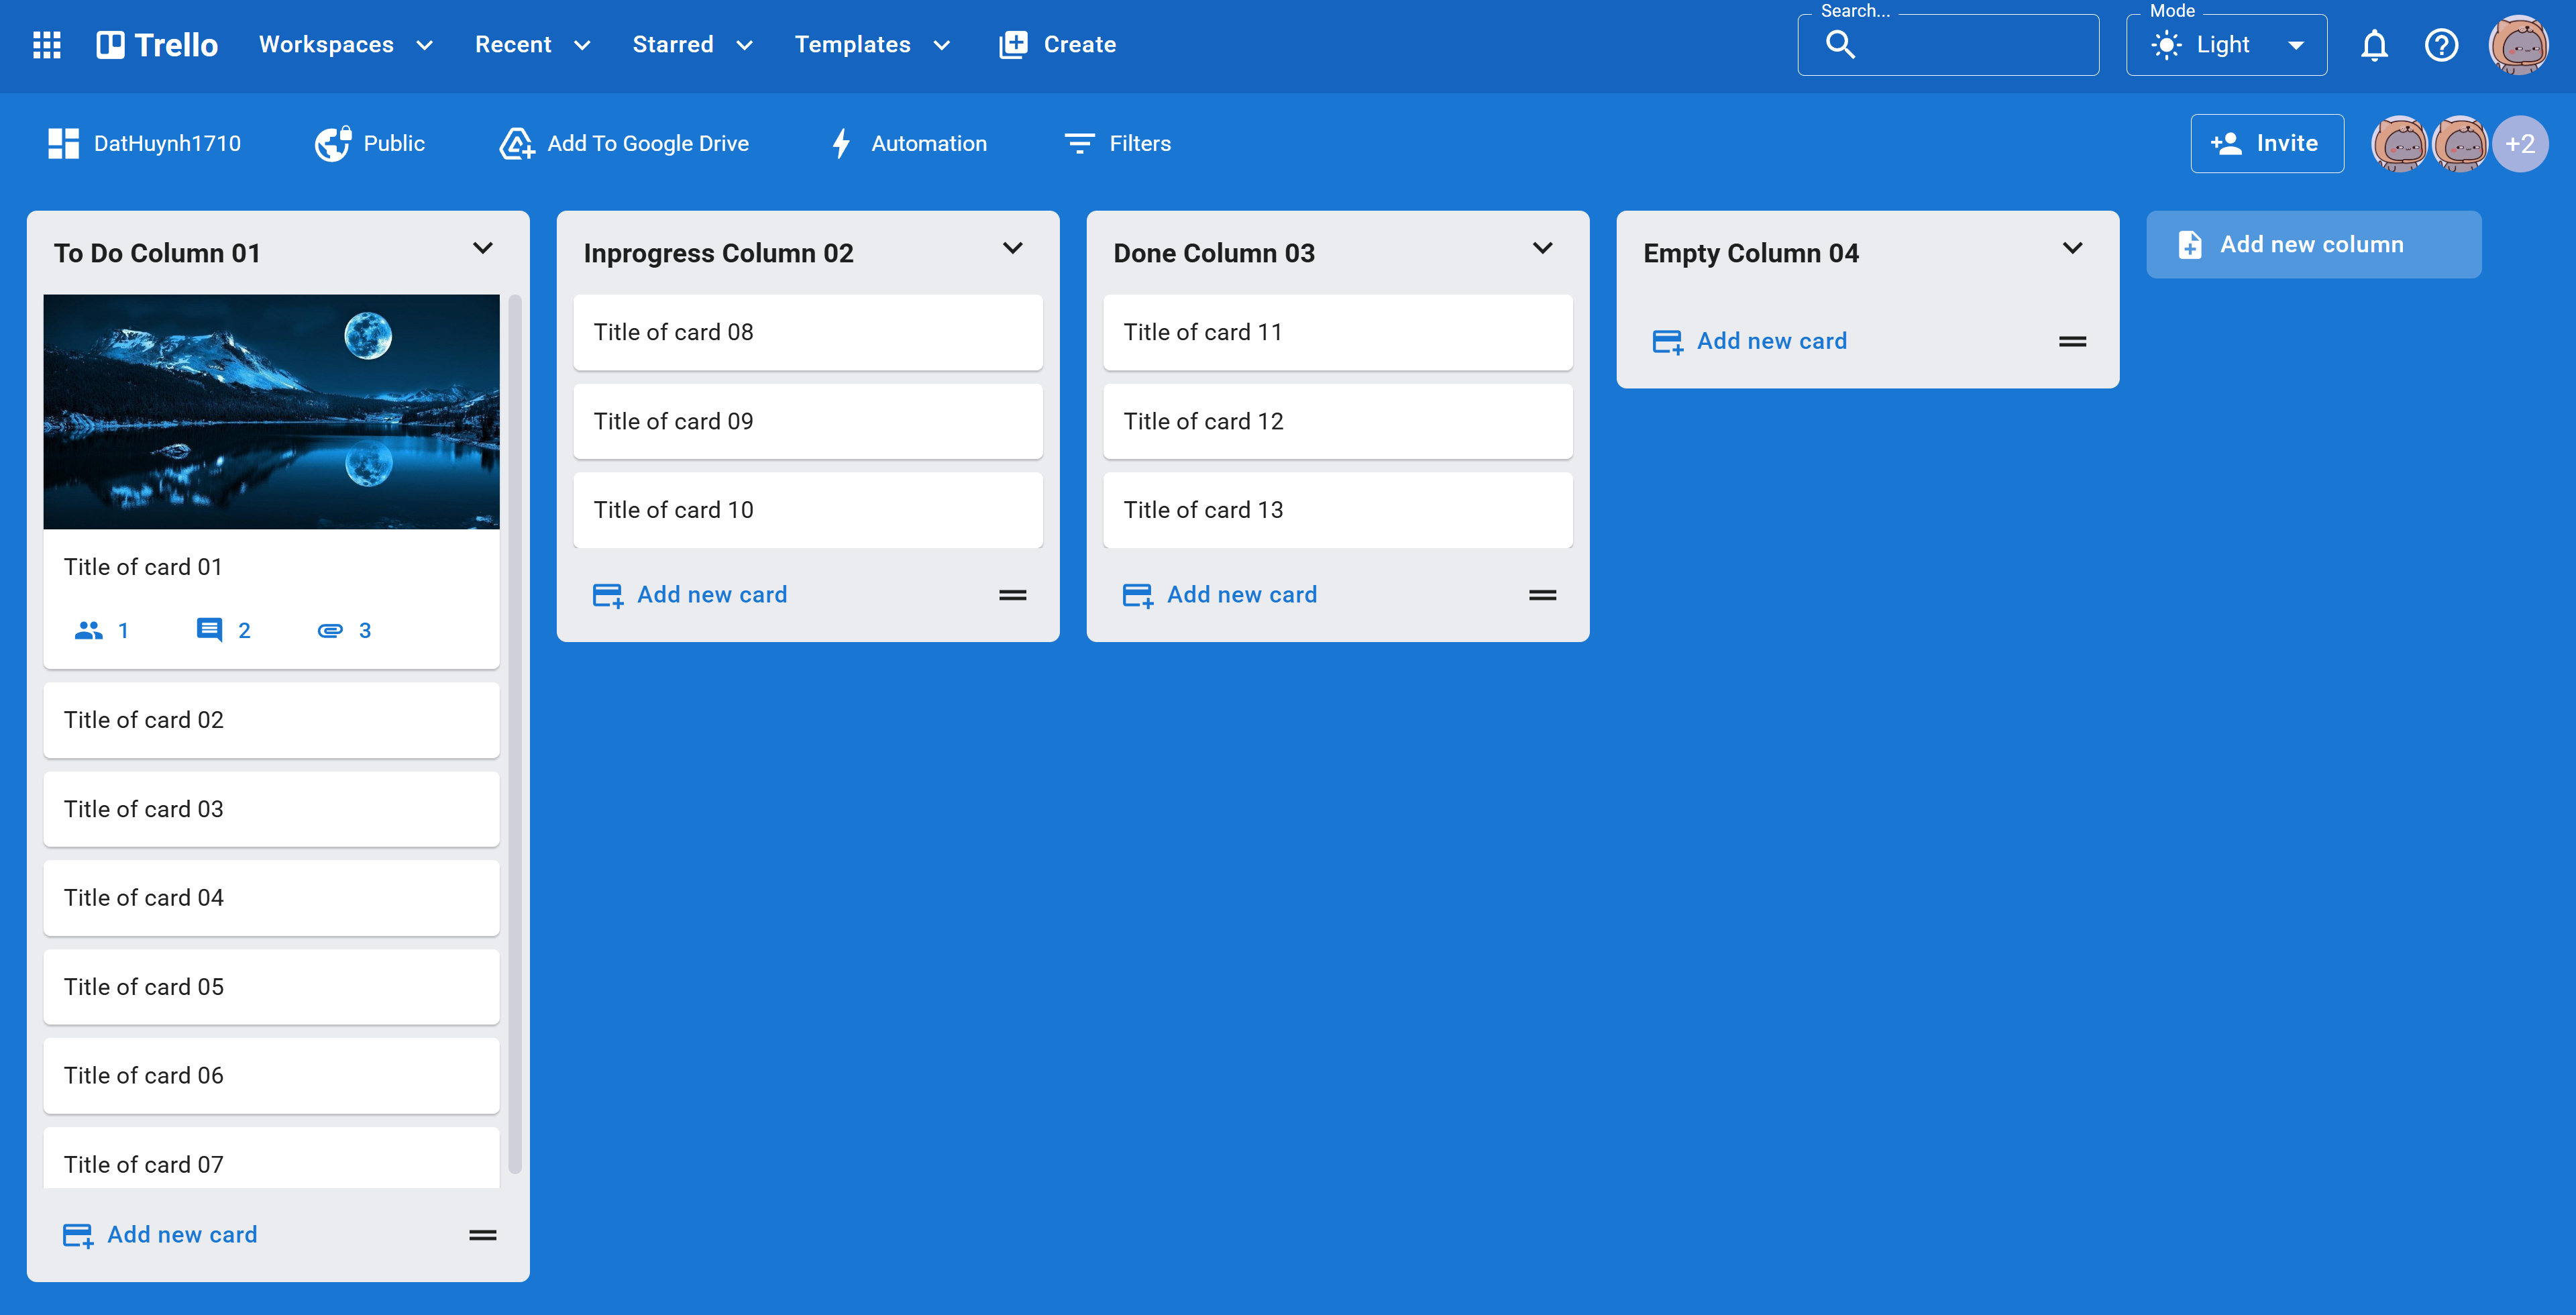 Trello Workspaces Recent Starred Templates Create Search... Mode Light
DatHuynh1710 Public Add To Google Drive Automation Filters Invite +2
To Do Column 01
Title of card 01
1 2 3
Title of card 02
Title of card 03
Title of card 04
Title of card 05
Title of card 06
Title of card 07
Add new card
Inprogress Column 02
Title of card 08
Title of card 09
Title of card 10
Add new card
Done Column 03
Title of card 11
Title of card 12
Title of card 13
Add new card
Empty Column 04
Add new card
Add new column